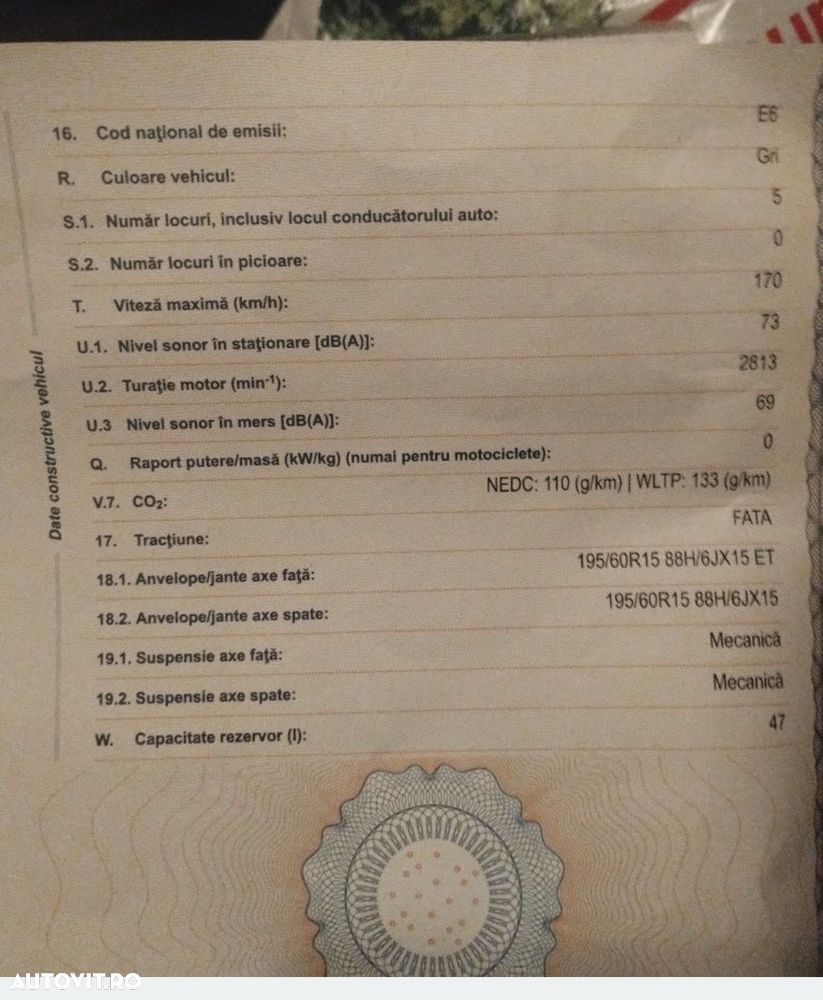 E6
16. Cod naţional de emisii:
Gri
R. Culoare vehicul:
5
S.1. Număr locuri, inclusiv locul conducătorului auto:
0
S.2. Număr locuri în picioare:
170
T. Viteză maximă (km/h):
73
U.1. Nivel sonor în staţionare [dB(A)]:
2813
U.2. Turaţie motor (min-1):
69
U.3 Nivel sonor în mers [dB(A)]:
0
Q. Raport putere/masă (kW/kg) (numai pentru motociclete):
NEDC: 110 (g/km) | WLTP: 133 (g/km)
V.7. CO₂:
FATA
17. Tracţiune:
195/60R15 88H/6JX15 ET
18.1. Anvelope/jante axe faţă:
195/60R15 88H/6JX15
18.2. Anvelope/jante axe spate:
Mecanică
19.1. Suspensie axe faţă:
Mecanică
19.2. Suspensie axe spate:
47
W. Capacitate rezervor (l):
Date constructive vehicul
AUTOVIT.RO